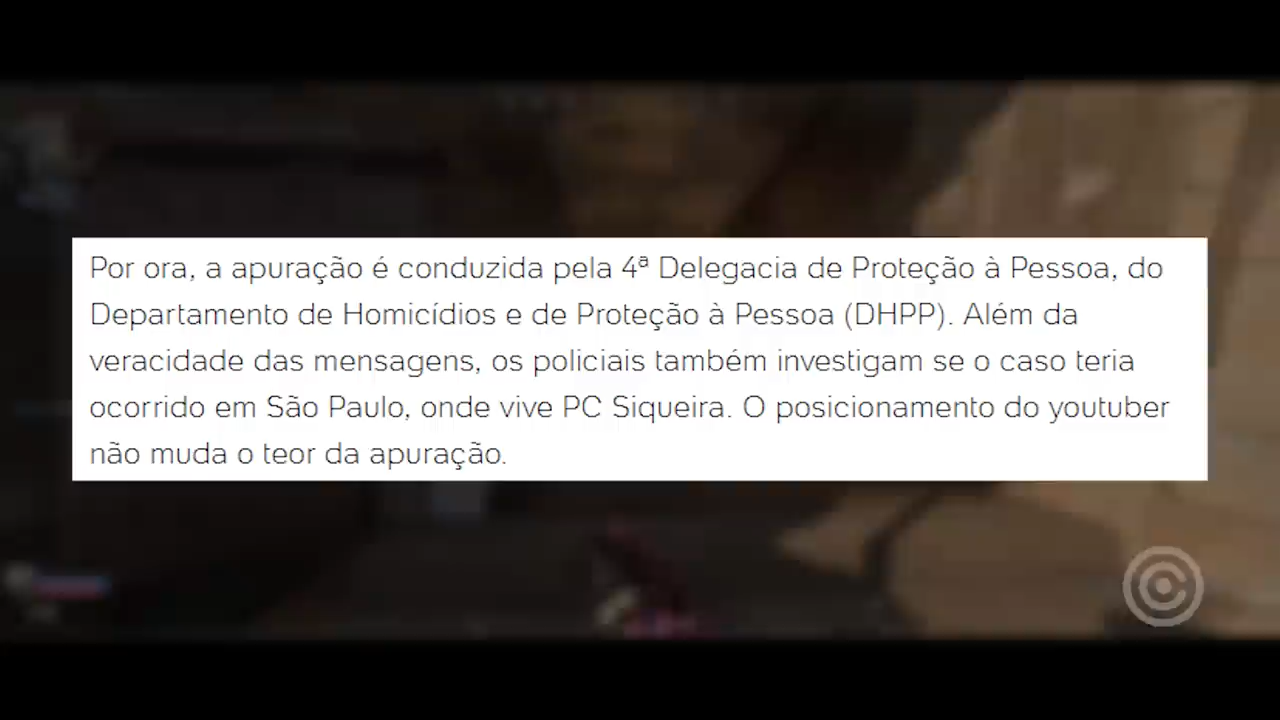 Por ora, a apuração é conduzida pela 4ª Delegacia de Proteção à Pessoa, do
Departamento de Homicídios e de Proteção à Pessoa (DHPP). Além da
veracidade das mensagens, os policiais também investigam se o caso teria
ocorrido em São Paulo, onde vive PC Siqueira. O posicionamento do youtuber
não muda o teor da apuração.